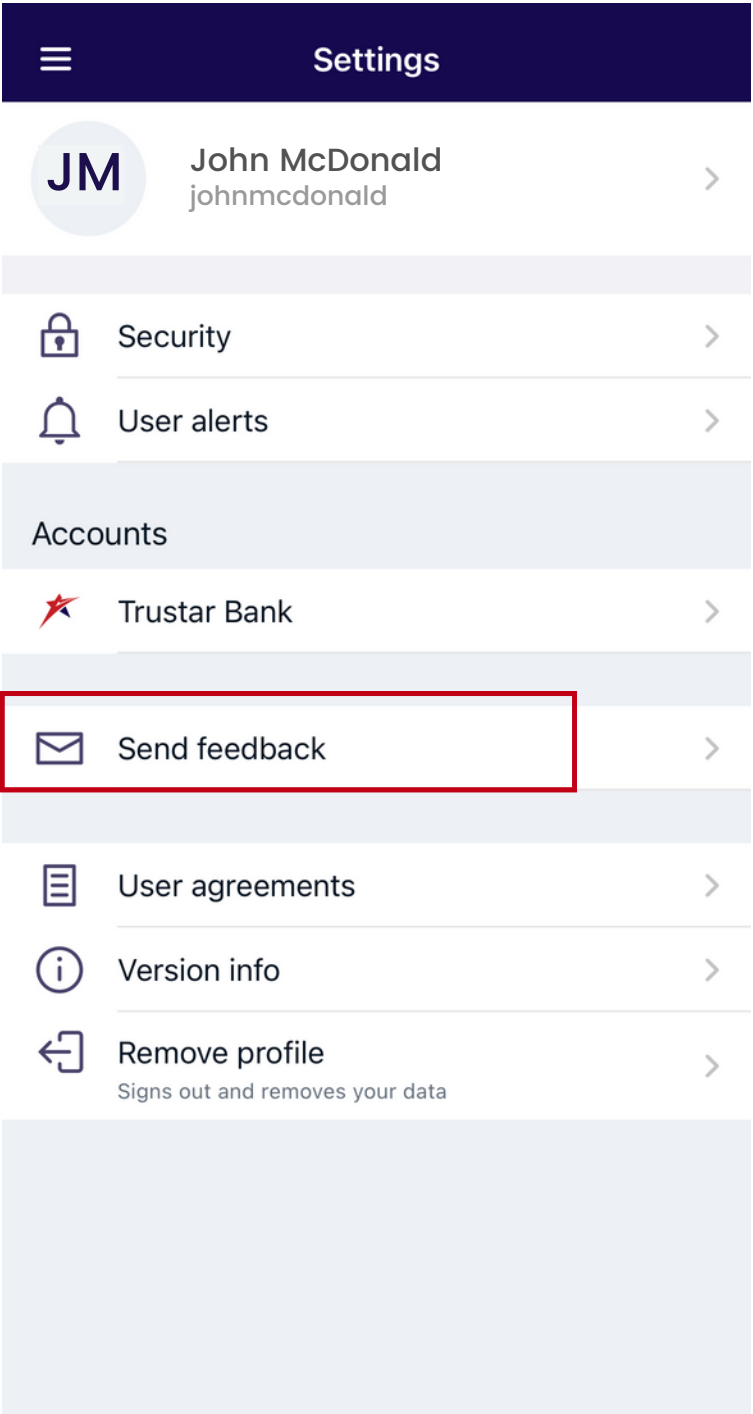 Settings
JM
John McDonald
johnmcdonald
Security
User alerts
Accounts
Trustar Bank
Send feedback
User agreements
Version info
Remove profile
Signs out and removes your data